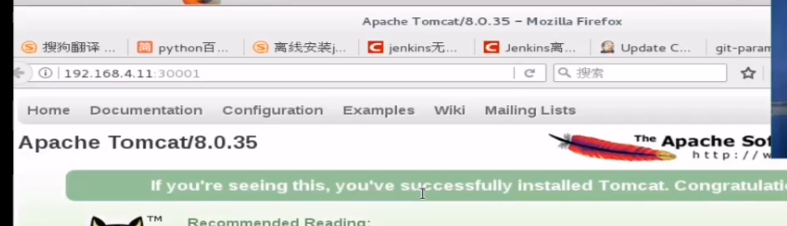 Apache Tomcat/8.0.35 – Mozilla Firefox
搜狗翻译 ... python百... 离线安装j... jenkins无... Jenkins离... Update C... git-param
192.168.4.11:30001 搜索
Home Documentation Configuration Examples Wiki Mailing Lists
Apache Tomcat/8.0.35
The Apache Sof
http://w
If you're seeing this, you've successfully installed Tomcat. Congratulati
TM
Recommended Reading: